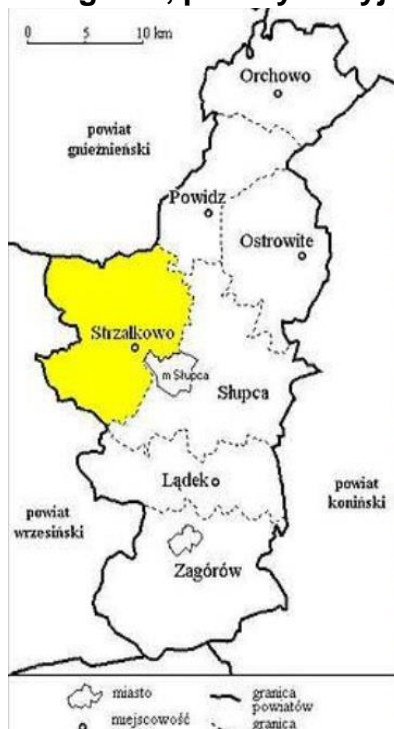 0 5 10 km
Orchowo
powiat
gnieźnieński
Powidz
Ostrowite
Strzałkowo
m Słupca
Słupca
Lądek
powiat
koniński
powiat
wrzesiński
Zagórów
miasto
granica
powiatów
miejscowość
granica